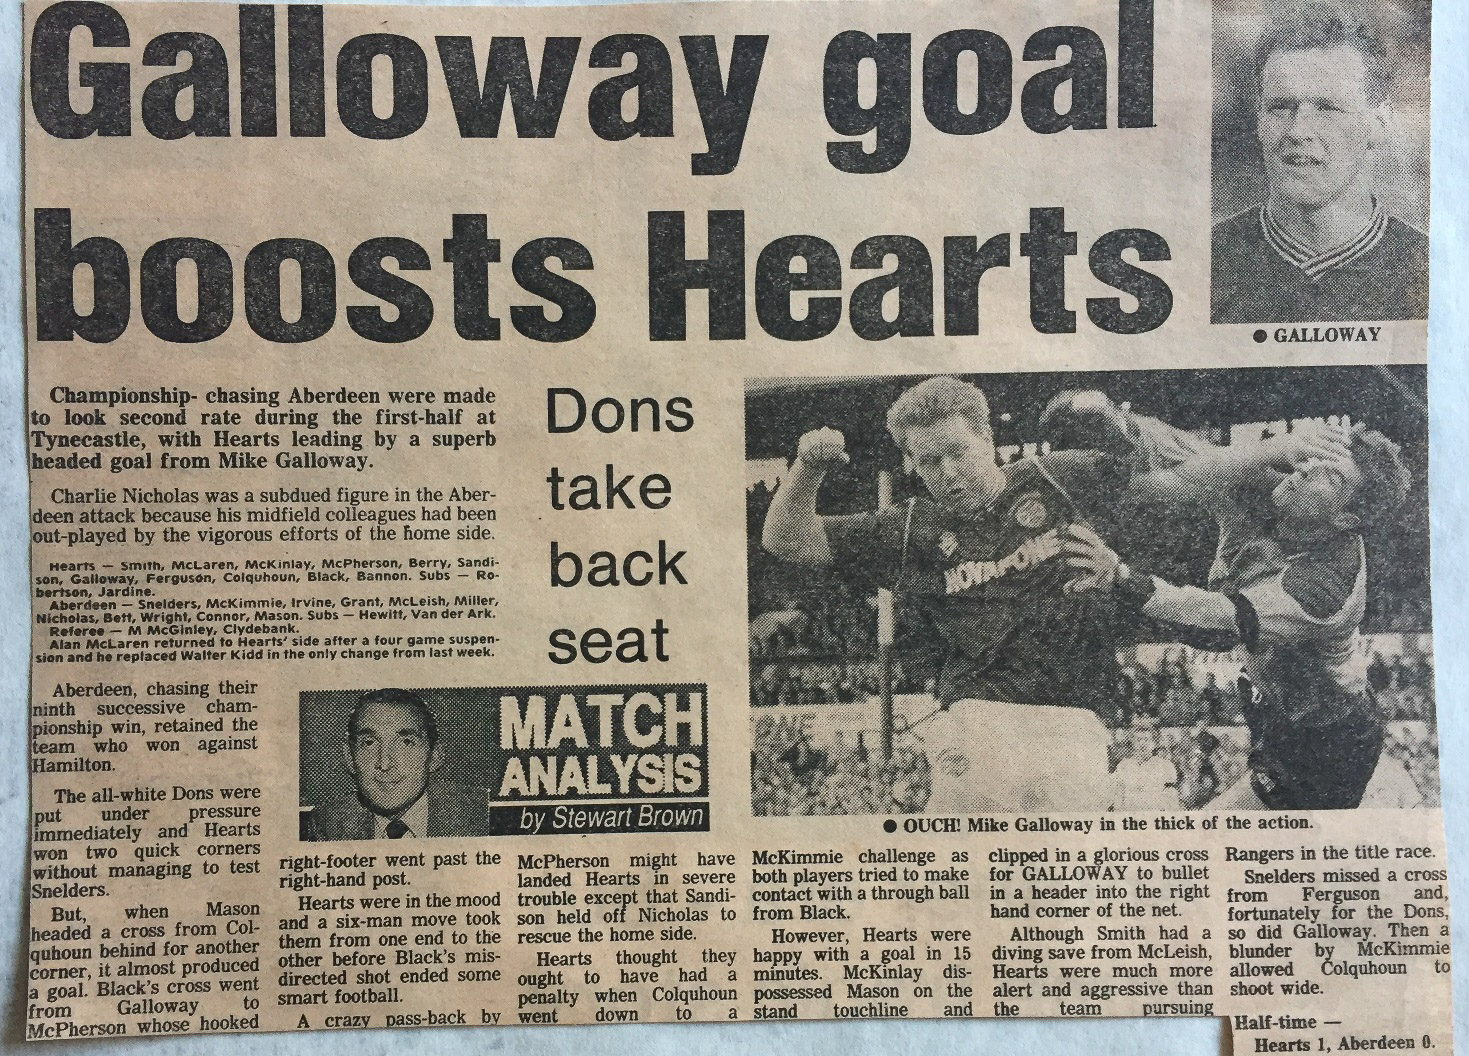 Galloway goal
boosts Hearts
● GALLOWAY
Championship- chasing Aberdeen were made
to look second rate during the first-half at
Tynecastle, with Hearts leading by a superb
headed goal from Mike Galloway.
Charlie Nicholas was a subdued figure in the Aber-
deen attack because his midfield colleagues had been
out-played by the vigorous efforts of the home side.
Hearts — Smith, McLaren, McKinlay, McPherson, Berry, Sandi-
son, Galloway, Ferguson, Colquhoun, Black, Bannon. Subs — Ro-
bertson, Jardine.
Aberdeen — Snelders, McKimmie, Irvine, Grant, McLeish, Miller,
Nicholas, Bett, Wright, Connor, Mason. Subs — Hewitt, Van der Ark.
Referee — M McGinley, Clydebank.
Alan McLaren returned to Hearts' side after a four game suspen-
sion and he replaced Walter Kidd in the only change from last week.
Dons
take
back
seat
MATCH
ANALYSIS
by Stewart Brown
NOVAFONE
● OUCH! Mike Galloway in the thick of the action.
Aberdeen, chasing their
ninth successive cham-
pionship win, retained the
team who won against
Hamilton.
The all-white Dons were
put under pressure
immediately and Hearts
won two quick corners
without managing to test
Snelders.
But, when Mason
headed a cross from Col-
quhoun behind for another
corner, it almost produced
a goal. Black's cross went
from Galloway to
McPherson whose hooked
right-footer went past the
right-hand post.
Hearts were in the mood
and a six-man move took
them from one end to the
other before Black's mis-
directed shot ended some
smart football.
A crazy pass-back by
McPherson might have
landed Hearts in severe
trouble except that Sandi-
son held off Nicholas to
rescue the home side.
Hearts thought they
ought to have had a
penalty when Colquhoun
went down to a
McKimmie challenge as
both players tried to make
contact with a through ball
from Black.
However, Hearts were
happy with a goal in 15
minutes. McKinlay dis-
possessed Mason on the
stand touchline and
clipped in a glorious cross
for GALLOWAY to bullet
in a header into the right
hand corner of the net.
Although Smith had a
diving save from McLeish,
Hearts were much more
alert and aggressive than
the team pursuing
Rangers in the title race.
Snelders missed a cross
from Ferguson and,
fortunately for the Dons,
so did Galloway. Then a
blunder by McKimmie
allowed Colquhoun to
shoot wide.
Half-time —
Hearts 1, Aberdeen 0.